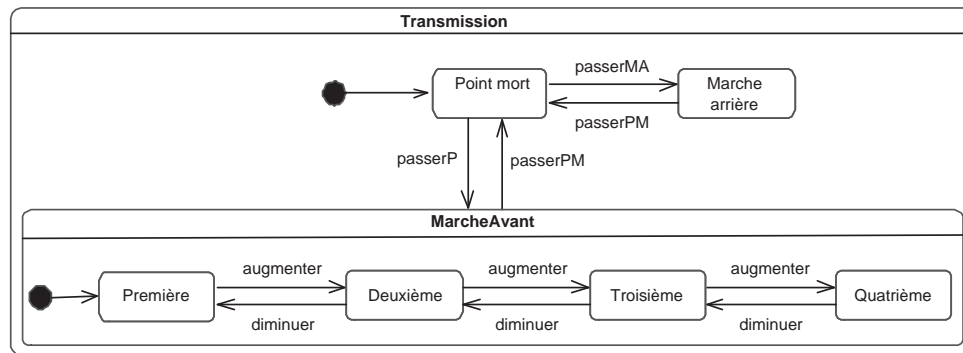 Transmission
passerMA
Point mort
Marche
arrière
passerPM
passerP
passerPM
MarcheAvant
augmenter
augmenter
augmenter
Première
Deuxième
Troisième
Quatrième
diminuer
diminuer
diminuer